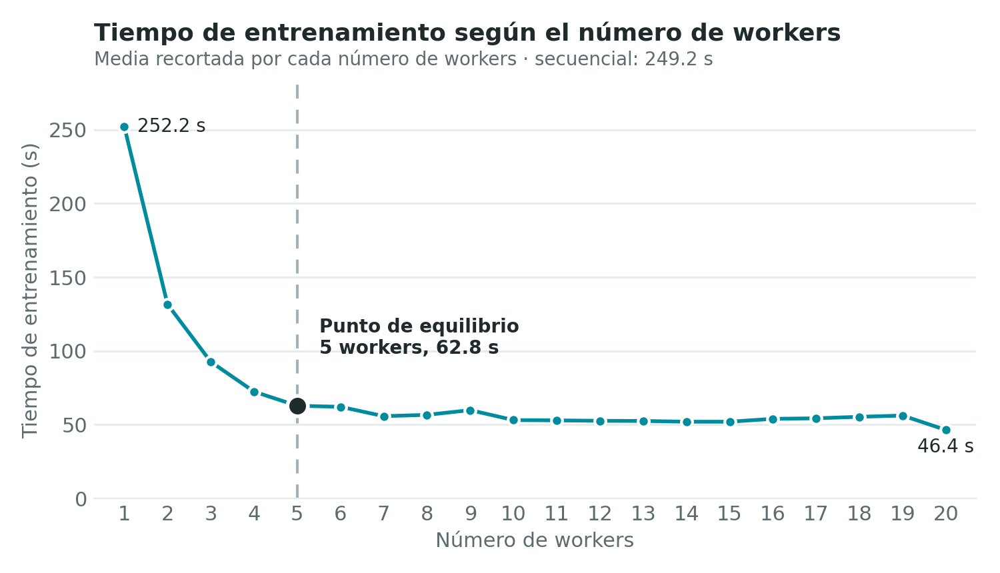 Tiempo de entrenamiento según el número de workers
Media recortada por cada número de workers · secuencial: 249.2 s
Tiempo de entrenamiento (s)
250
200
150
100
50
0
252.2 s
Punto de equilibrio
5 workers, 62.8 s
46.4 s
1 2 3 4 5 6 7 8 9 10 11 12 13 14 15 16 17 18 19 20
Número de workers